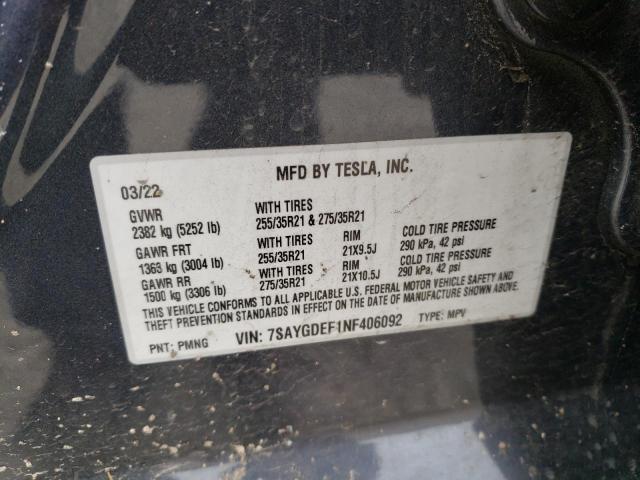 MFD BY TESLA, INC.
03/22
GVWR WITH TIRES
2382 kg (5252 lb) 255/35R21 & 275/35R21
GAWR FRT WITH TIRES RIM COLD TIRE PRESSURE
1363 kg (3004 lb) 255/35R21 21X9.5J 290 kPa, 42 psi
GAWR RR WITH TIRES RIM COLD TIRE PRESSURE
1500 kg (3306 lb) 275/35R21 21X10.5J 290 kPa, 42 psi
THIS VEHICLE CONFORMS TO ALL APPLICABLE U.S. FEDERAL MOTOR VEHICLE SAFETY AND
THEFT PREVENTION STANDARDS IN EFFECT ON THE DATE OF MANUFACTURE SHOWN ABOVE.
PNT: PMNG VIN: 7SAYGDEF1NF406092 TYPE: MPV